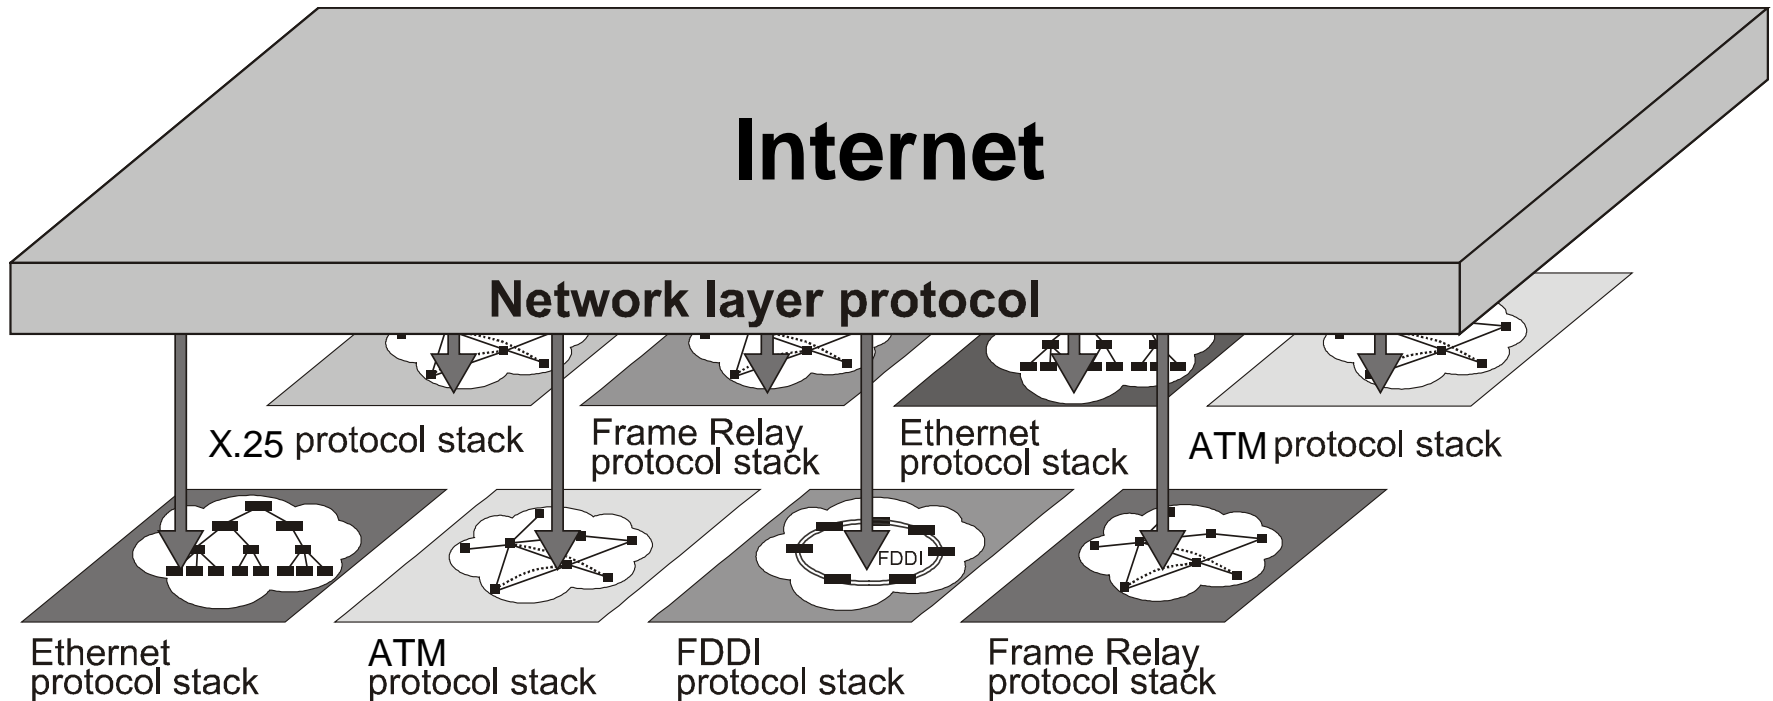 Internet
Network layer protocol
X.25 protocol stack
Frame Relay
protocol stack
Ethernet
protocol stack
ATM protocol stack
FDDI
Ethernet
protocol stack
ATM
protocol stack
FDDI
protocol stack
Frame Relay
protocol stack